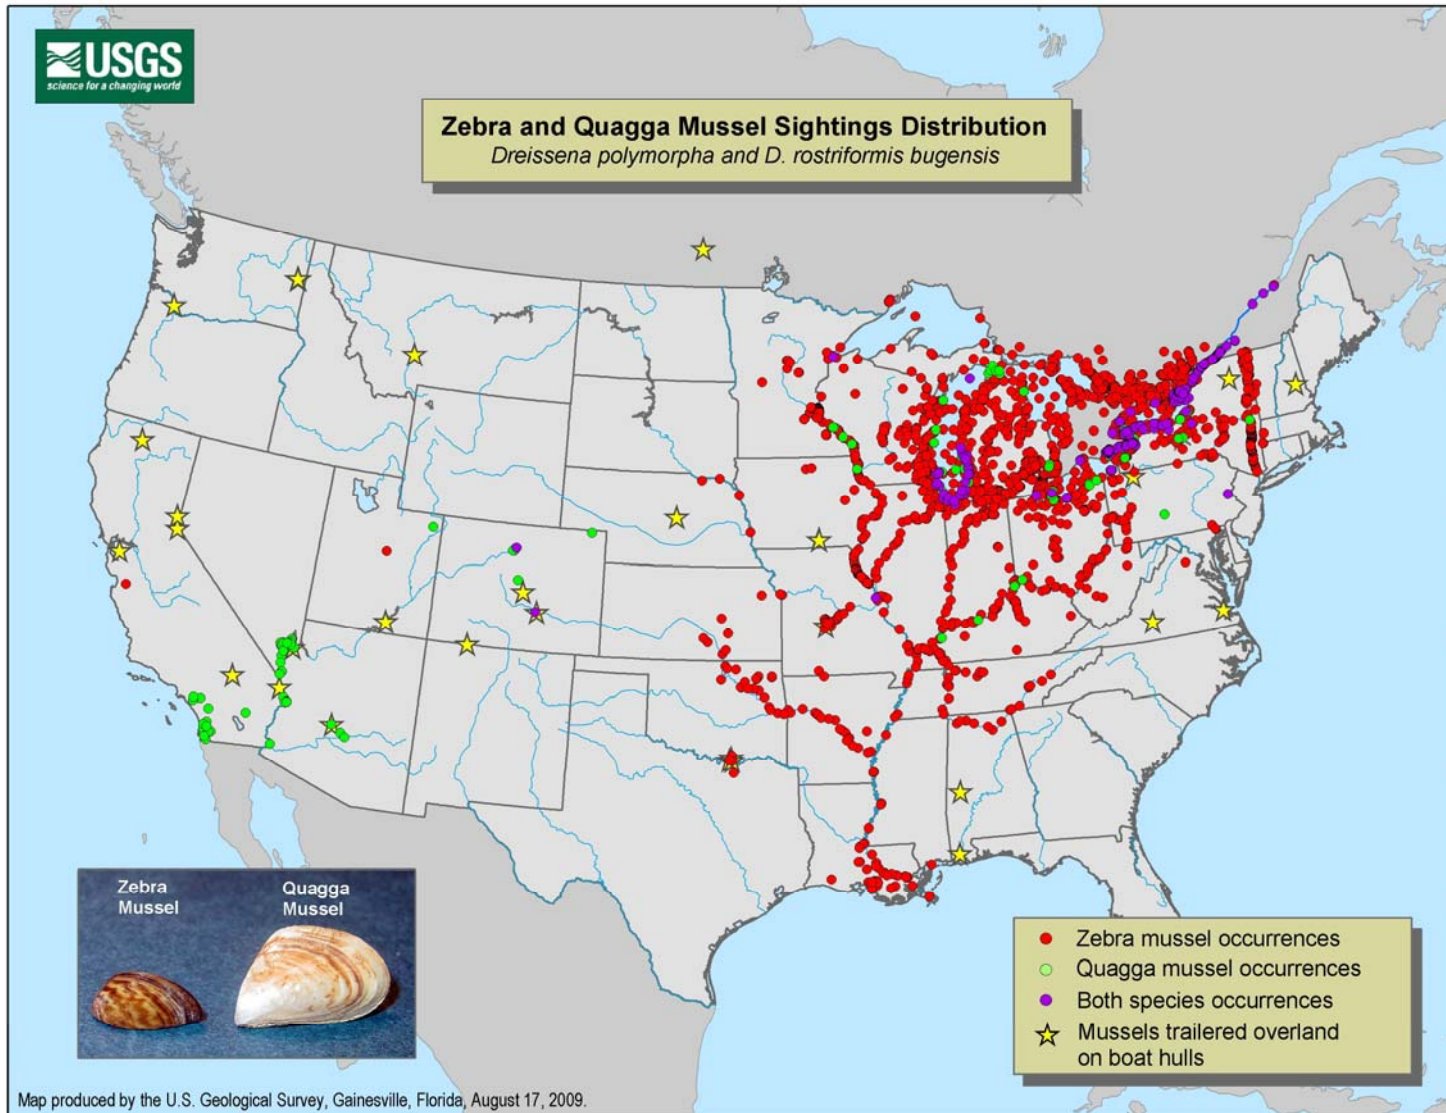 USGS
science for a changing world
Zebra and Quagga Mussel Sightings Distribution
Dreissena polymorpha and D. rostriformis bugensis
Zebra
Mussel
Quagga
Mussel
Zebra mussel occurrences
Quagga mussel occurrences
Both species occurrences
Mussels trailered overland
on boat hulls
Map produced by the U.S. Geological Survey, Gainesville, Florida, August 17, 2009.